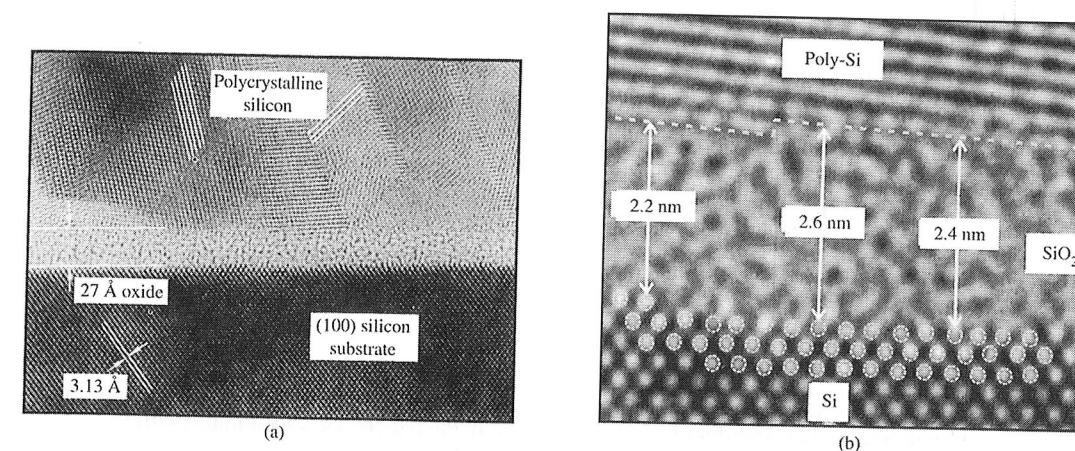 Polycrystalline
silicon
27 Å oxide
(100) silicon
substrate
3.13 Å
(a)
Poly-Si
2.2 nm
2.6 nm
2.4 nm
SiO₂
Si
(b)